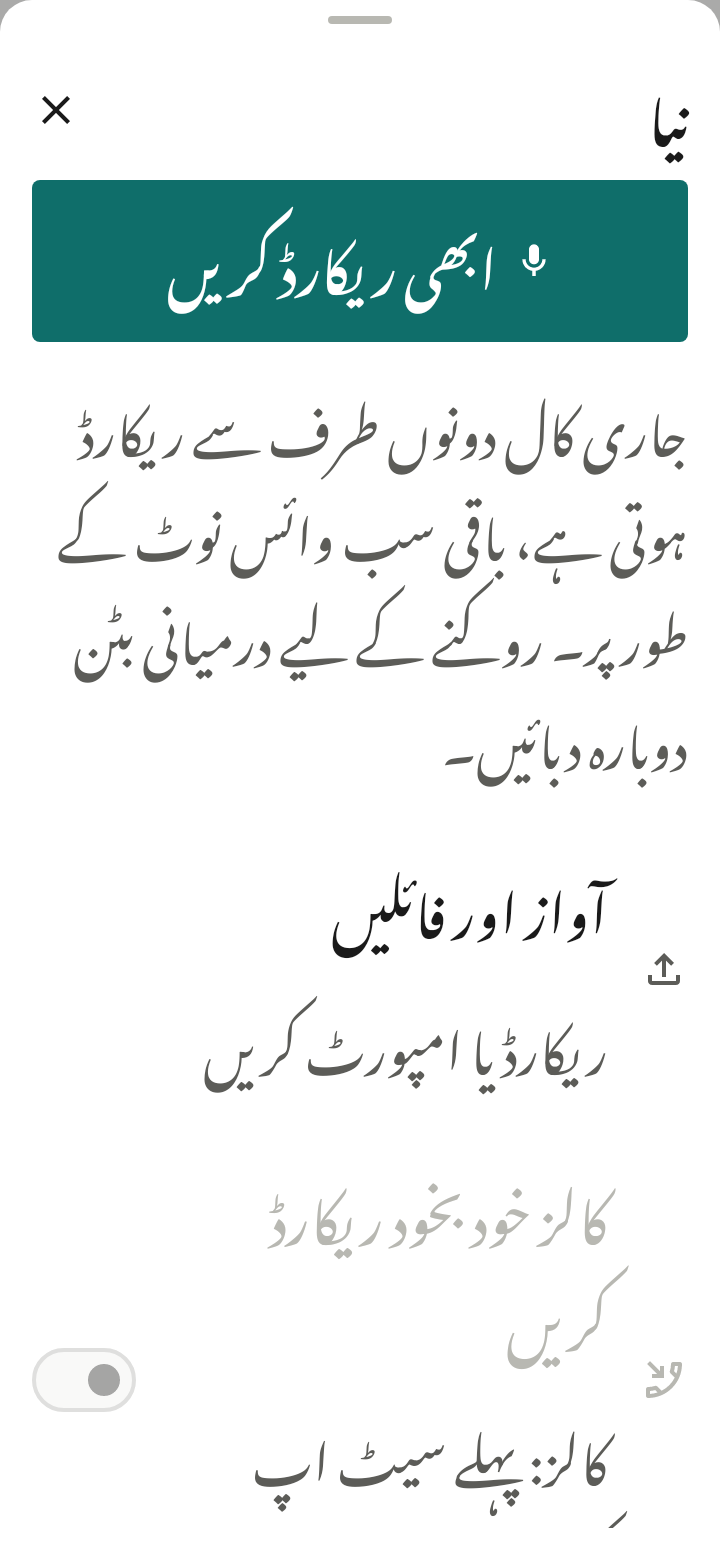 نیا
ابھی ریکارڈ کریں
جاری کال دونوں طرف سے ریکارڈ
ہوتی ہے، باقی سب وائس نوٹ کے
طور پر۔ روکنے کے لیے درمیانی بٹن
دوبارہ دبائیں۔
آواز اور فائلیں
ریکارڈ یا امپورٹ کریں
کالز خود بخود ریکارڈ
کریں
کالز: پہلے سیٹ اپ